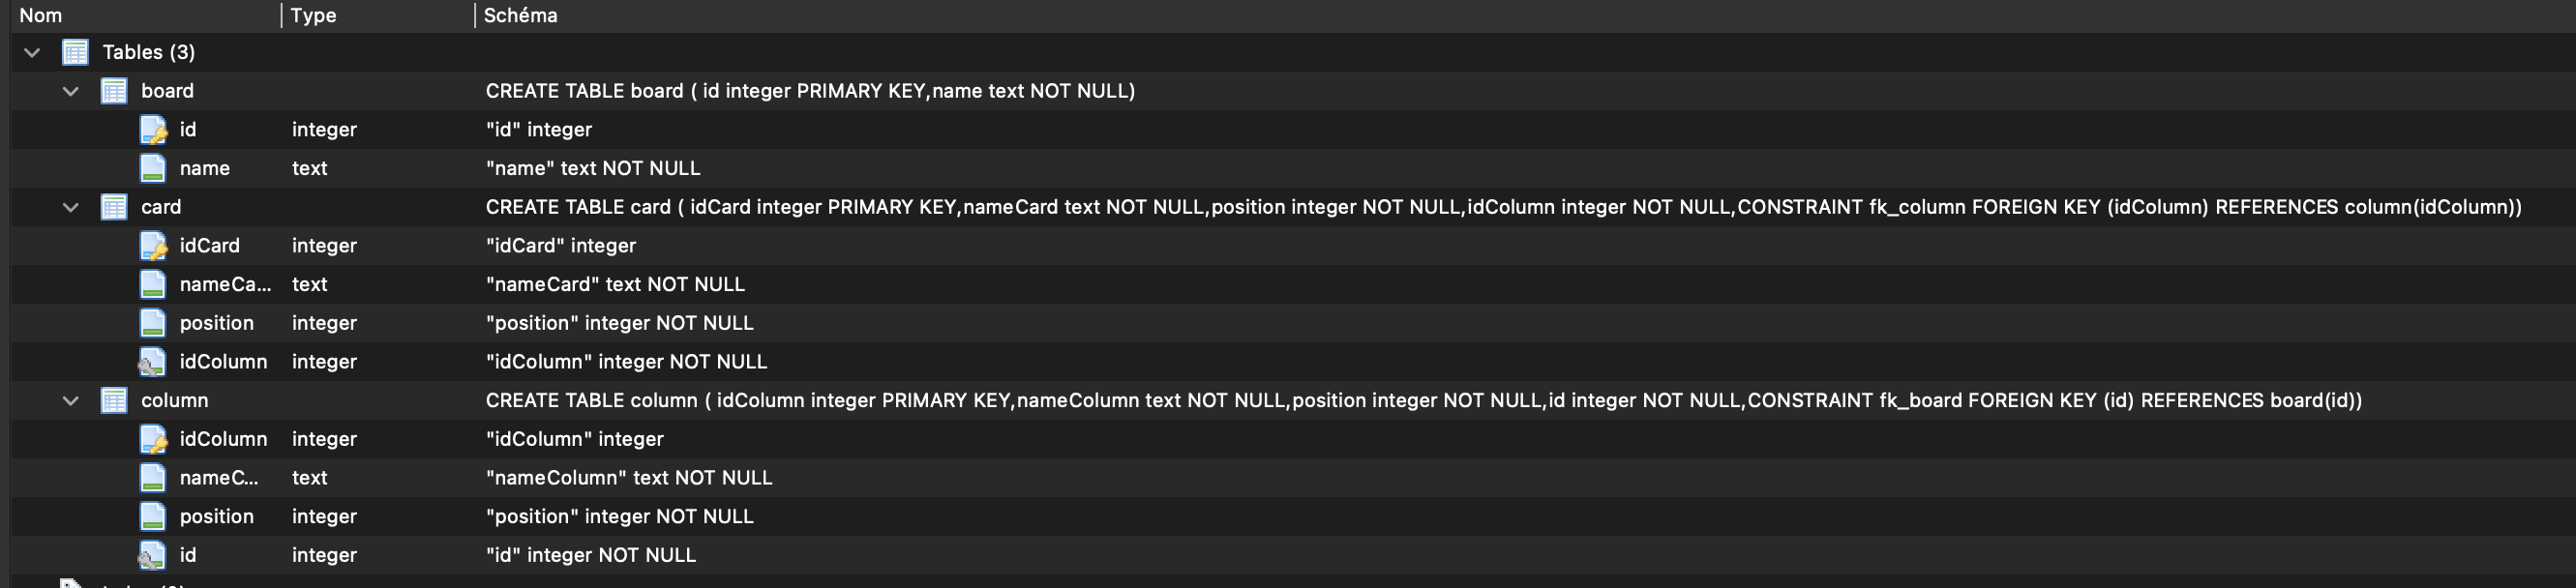 Nom Type Schéma
Tables (3)
board CREATE TABLE board ( id integer PRIMARY KEY,name text NOT NULL)
id integer "id" integer
name text "name" text NOT NULL
card CREATE TABLE card ( idCard integer PRIMARY KEY,nameCard text NOT NULL,position integer NOT NULL,idColumn integer NOT NULL,CONSTRAINT fk_column FOREIGN KEY (idColumn) REFERENCES column(idColumn))
idCard integer "idCard" integer
nameCa... text "nameCard" text NOT NULL
position integer "position" integer NOT NULL
idColumn integer "idColumn" integer NOT NULL
column CREATE TABLE column ( idColumn integer PRIMARY KEY,nameColumn text NOT NULL,position integer NOT NULL,id integer NOT NULL,CONSTRAINT fk_board FOREIGN KEY (id) REFERENCES board(id))
idColumn integer "idColumn" integer
nameC... text "nameColumn" text NOT NULL
position integer "position" integer NOT NULL
id integer "id" integer NOT NULL